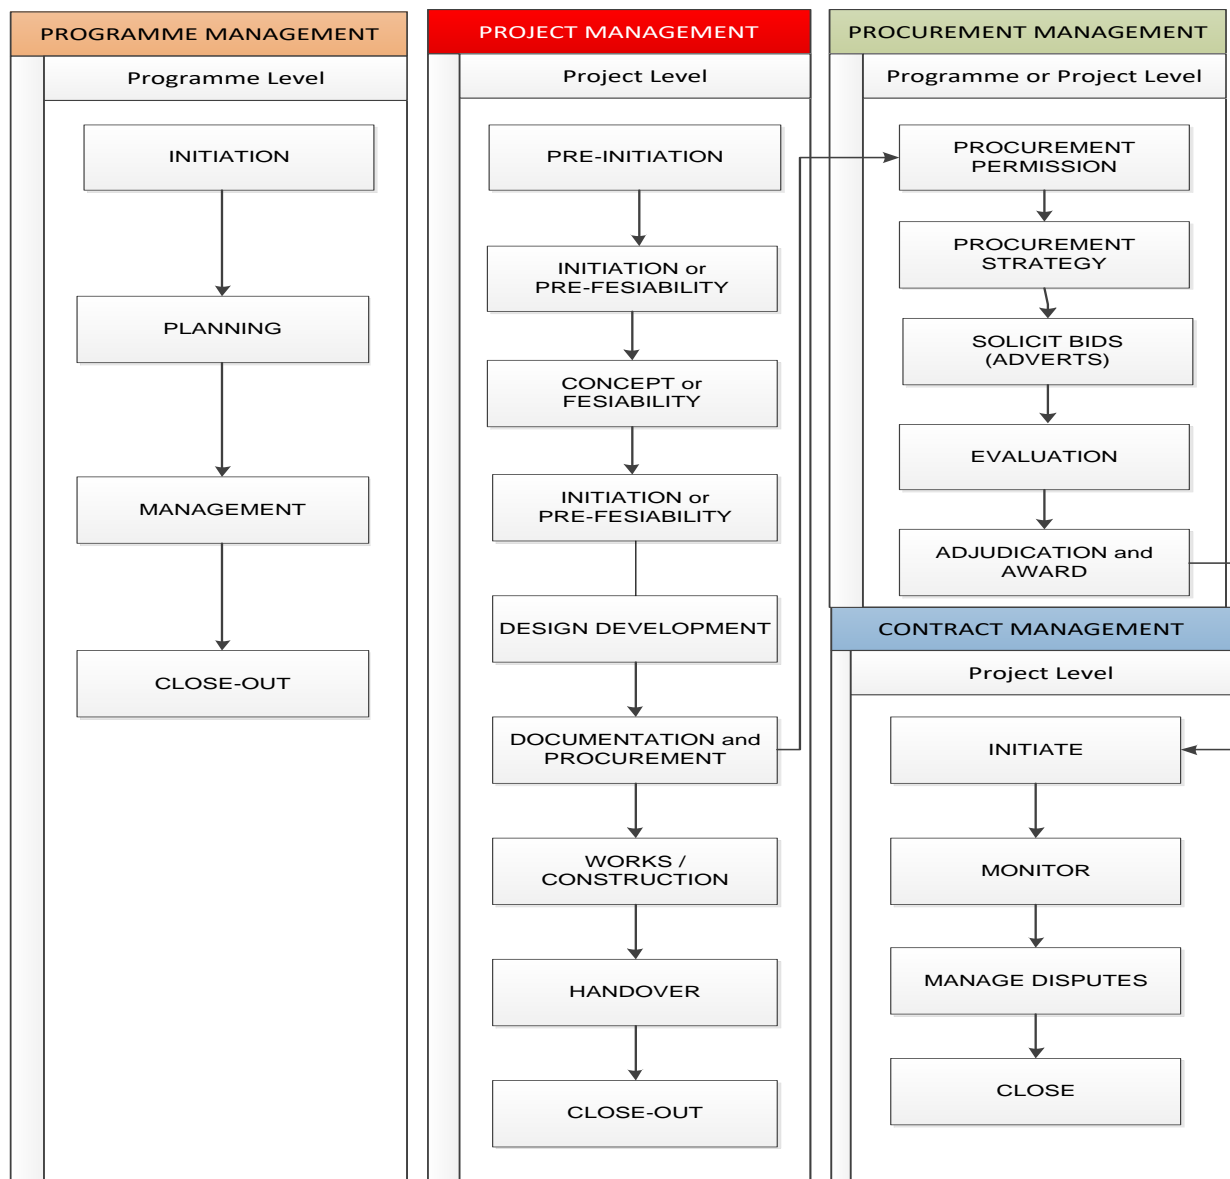 PROGRAMME MANAGEMENT
Programme Level
INITIATION
PLANNING
MANAGEMENT
CLOSE-OUT
PROJECT MANAGEMENT
Project Level
PRE-INITIATION
INITIATION or
PRE-FESIABILITY
CONCEPT or
FESIABILITY
INITIATION or
PRE-FESIABILITY
DESIGN DEVELOPMENT
DOCUMENTATION and
PROCUREMENT
WORKS /
CONSTRUCTION
HANDOVER
CLOSE-OUT
PROCUREMENT MANAGEMENT
Programme or Project Level
PROCUREMENT
PERMISSION
PROCUREMENT
STRATEGY
SOLICIT BIDS
(ADVERTS)
EVALUATION
ADJUDICATION and
AWARD
CONTRACT MANAGEMENT
Project Level
INITIATE
MONITOR
MANAGE DISPUTES
CLOSE